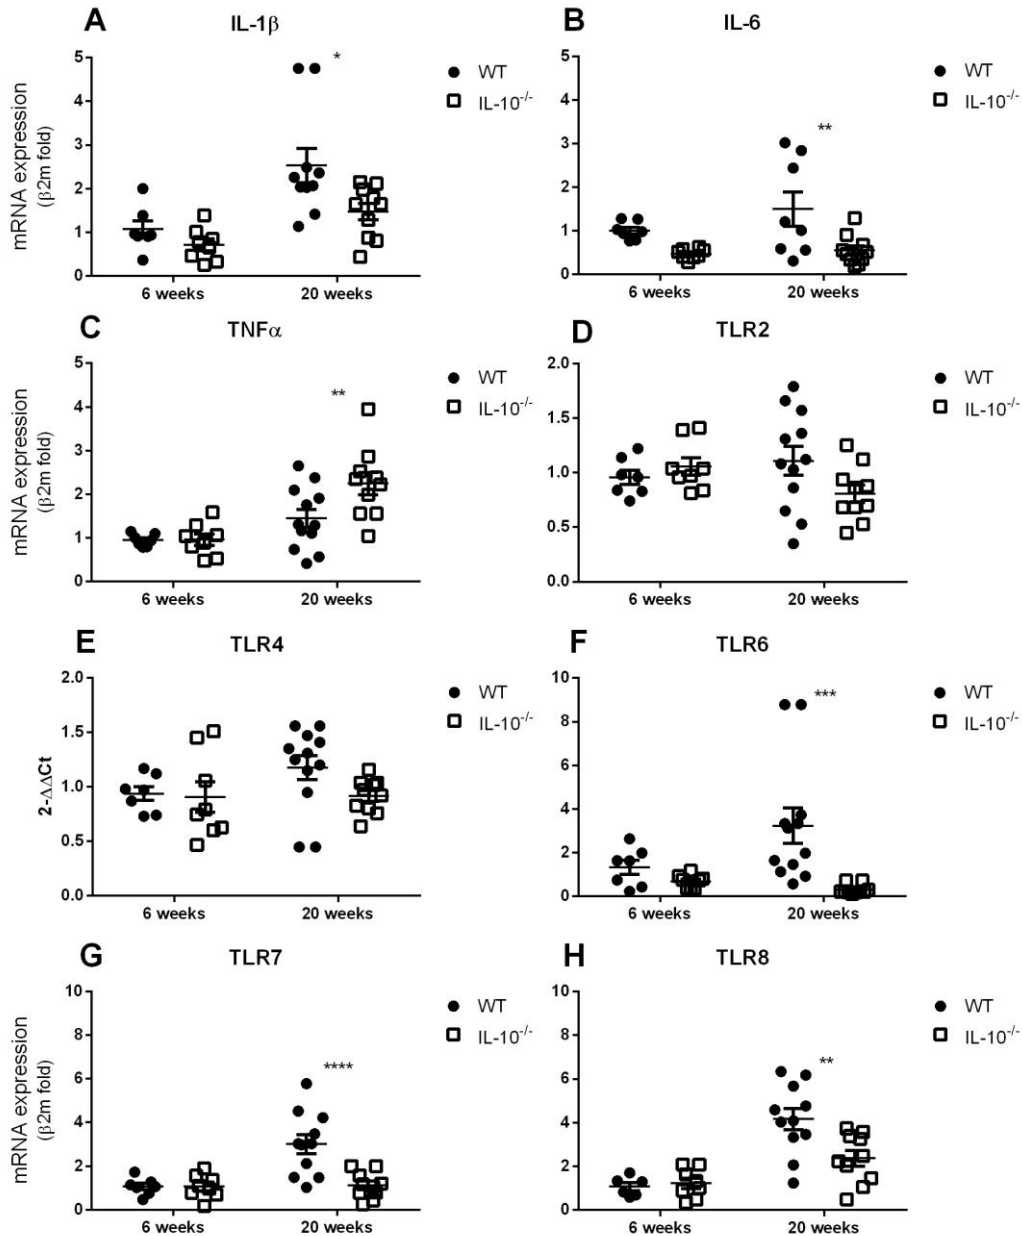 A
IL-1β
mRNA expression
(β2m fold)
5
4
3
2
1
0
*
6 weeks
20 weeks
WT
IL-10-/-
B
IL-6
5
4
3
2
1
0
**
6 weeks
20 weeks
WT
IL-10-/-
C
TNFα
mRNA expression
(β2m fold)
5
4
3
2
1
0
**
6 weeks
20 weeks
WT
IL-10-/-
D
TLR2
2.0
1.5
1.0
0.5
0.0
6 weeks
20 weeks
WT
IL-10-/-
E
TLR4
2-ΔΔCt
2.0
1.5
1.0
0.5
0.0
6 weeks
20 weeks
WT
IL-10-/-
F
TLR6
10
8
6
4
2
0
***
6 weeks
20 weeks
WT
IL-10-/-
G
TLR7
mRNA expression
(β2m fold)
10
8
6
4
2
0
****
6 weeks
20 weeks
WT
IL-10-/-
H
TLR8
10
8
6
4
2
0
**
6 weeks
20 weeks
WT
IL-10-/-